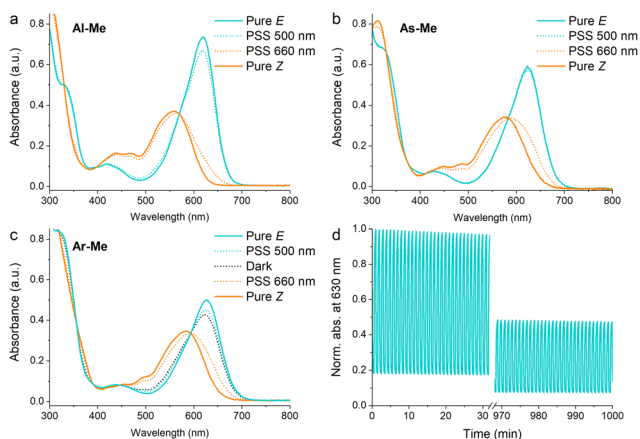 a
Al-Me
Pure E
PSS 500 nm
PSS 660 nm
Pure Z
Absorbance (a.u.)
0.8
0.6
0.4
0.2
0.0
300 400 500 600 700 800
Wavelength (nm)
b
As-Me
Pure E
PSS 500 nm
PSS 660 nm
Pure Z
Absorbance (a.u.)
0.8
0.6
0.4
0.2
0.0
300 400 500 600 700 800
Wavelength (nm)
c
Ar-Me
Pure E
PSS 500 nm
Dark
PSS 660 nm
Pure Z
Absorbance (a.u.)
0.8
0.6
0.4
0.2
0.0
300 400 500 600 700 800
Wavelength (nm)
d
Norm. abs. at 630 nm
1.0
0.8
0.6
0.4
0.2
0.0
0 10 20 30 970 980 990 1000
Time (min)